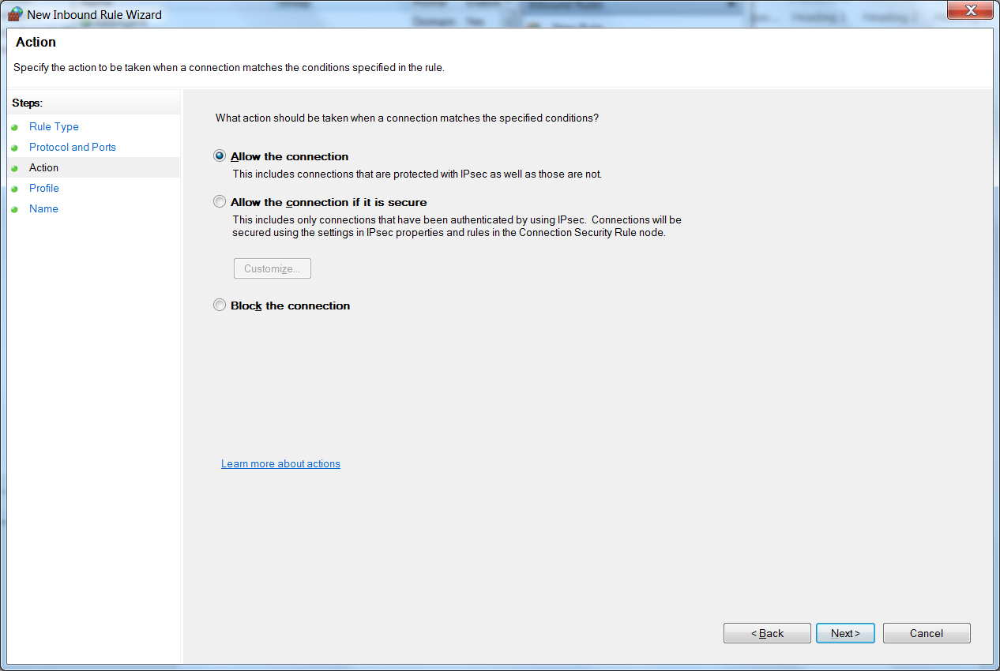 New Inbound Rule Wizard
Action
Specify the action to be taken when a connection matches the conditions specified in the rule.
Steps:
Rule Type
Protocol and Ports
Action
Profile
Name
What action should be taken when a connection matches the specified conditions?
Allow the connection
This includes connections that are protected with IPsec as well as those are not.
Allow the connection if it is secure
This includes only connections that have been authenticated by using IPsec. Connections will be
secured using the settings in IPsec properties and rules in the Connection Security Rule node.
Customize...
Block the connection
Learn more about actions
< Back
Next >
Cancel